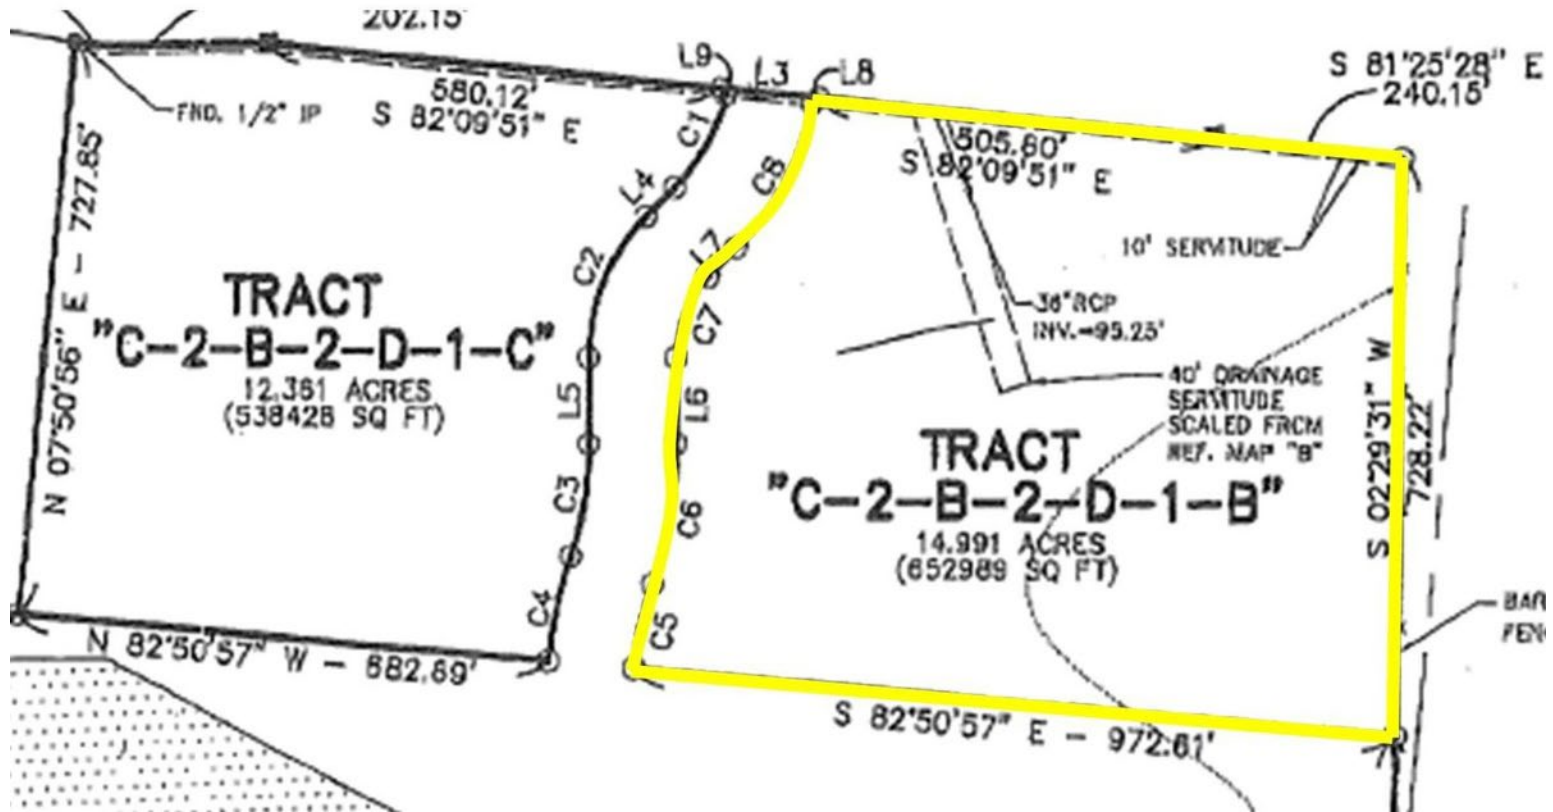 202.15'
L9
L3
L8
S 81°25'28" E
240.15'
580.12'
S 82°09'51" E
FND. 1/2" IP
C1
505.60'
S 82°09'51" E
C8
L4
10' SERVITUDE
L7
N 07°50'56" E - 727.85'
C2
TRACT
"C-2-B-2-D-1-C"
12.361 ACRES
(538428 SQ FT)
36"RCP
INV.=95.25'
C7
L5
L6
40' DRAINAGE
SERVITUDE
SCALED FROM
REF. MAP "B"
S 02°29'31" W
728.22'
TRACT
"C-2-B-2-D-1-B"
14.991 ACRES
(652989 SQ FT)
C3
C6
C4
C5
N 82°50'57" W - 682.69'
S 82°50'57" E - 972.61'
BAR
FEN